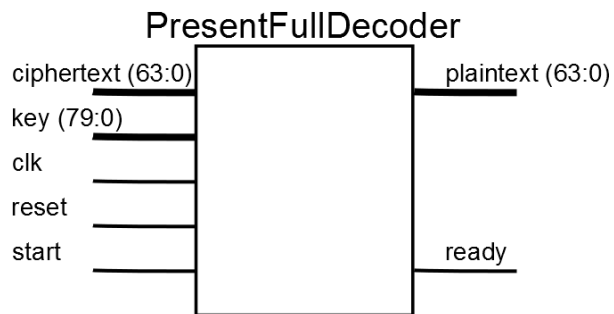 PresentFullDecoder
ciphertext (63:0)
plaintext (63:0)
key (79:0)
clk
reset
start
ready